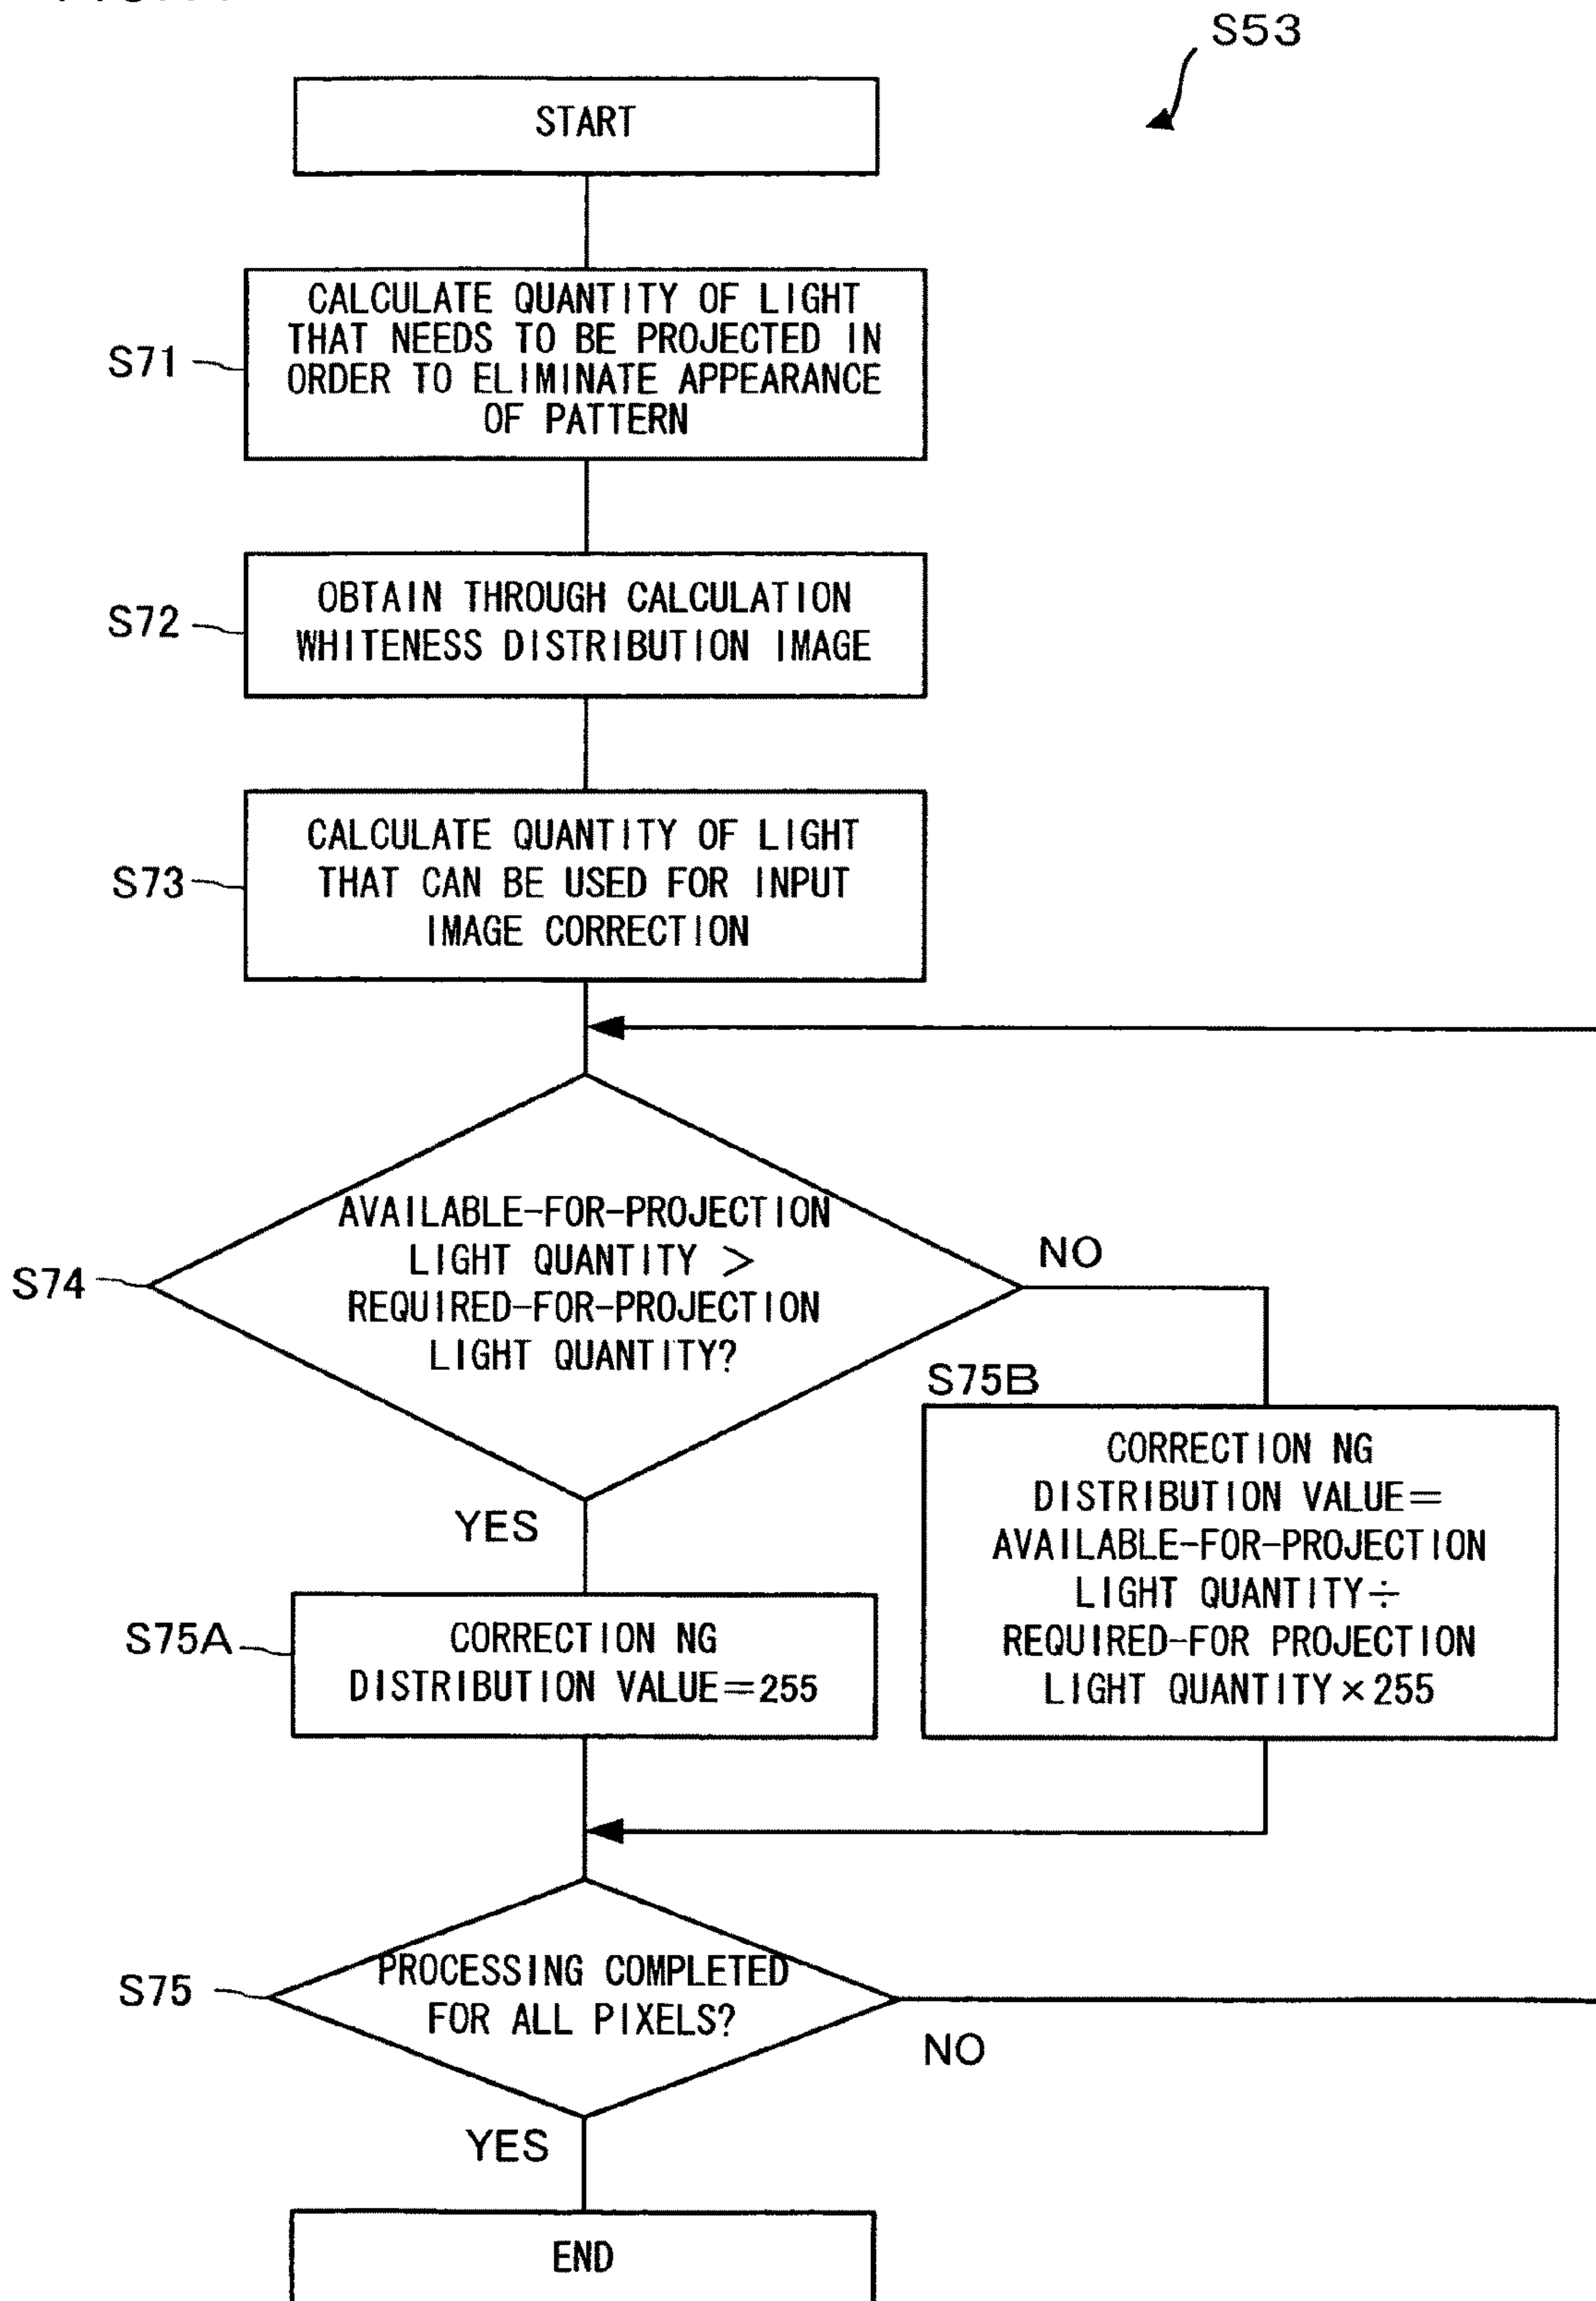 S53
START
S71
CALCULATE QUANTITY OF LIGHT
THAT NEEDS TO BE PROJECTED IN
ORDER TO ELIMINATE APPEARANCE
OF PATTERN
S72
OBTAIN THROUGH CALCULATION
WHITENESS DISTRIBUTION IMAGE
S73
CALCULATE QUANTITY OF LIGHT
THAT CAN BE USED FOR INPUT
IMAGE CORRECTION
S74
AVAILABLE-FOR-PROJECTION
LIGHT QUANTITY >
REQUIRED-FOR-PROJECTION
LIGHT QUANTITY?
NO
YES
S75B
CORRECTION NG
DISTRIBUTION VALUE=
AVAILABLE-FOR-PROJECTION
LIGHT QUANTITY÷
REQUIRED-FOR PROJECTION
LIGHT QUANTITY×255
S75A
CORRECTION NG
DISTRIBUTION VALUE=255
S75
PROCESSING COMPLETED
FOR ALL PIXELS?
NO
YES
END